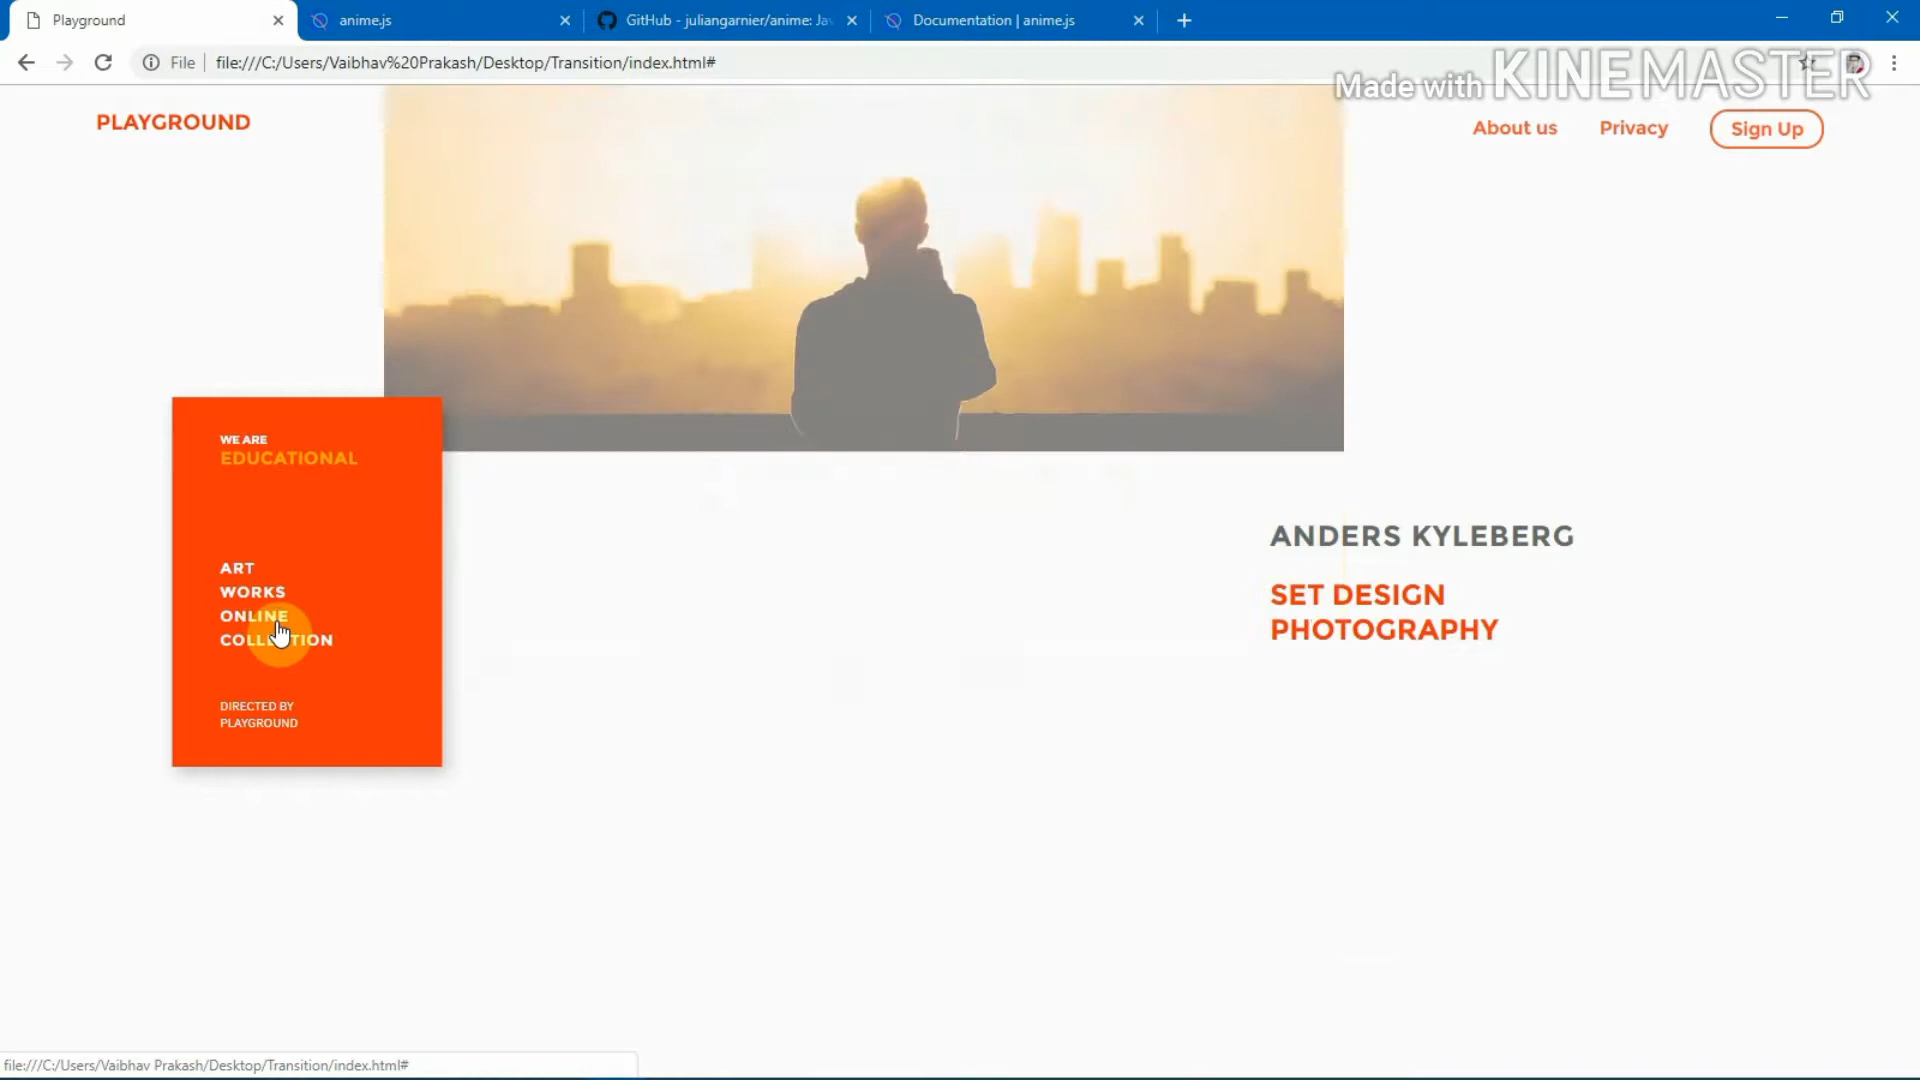 Playground
anime.js
GitHub - juliangarnier/anime: Ja
Documentation | anime.js
File
file:///C:/Users/Vaibhav%20Prakash/Desktop/Transition/index.html#
Made with KINEMASTER
PLAYGROUND
About us
Privacy
Sign Up
WE ARE
EDUCATIONAL
ART
WORKS
ONLINE
COLLECTION
DIRECTED BY
PLAYGROUND
ANDERS KYLEBERG
SET DESIGN
PHOTOGRAPHY
file:///C:/Users/Vaibhav Prakash/Desktop/Transition/index.html#